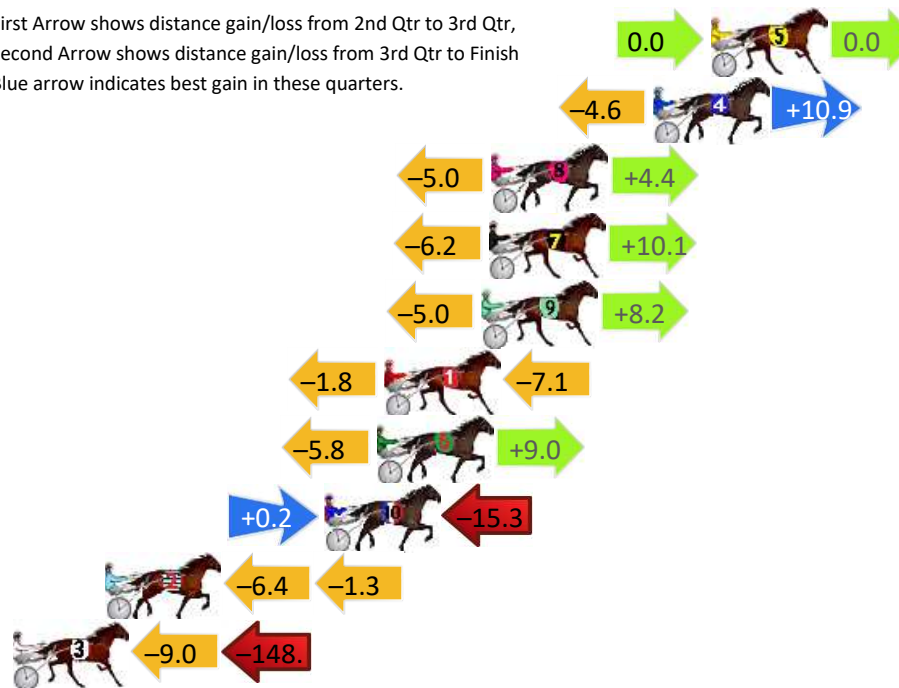 irst Arrow shows distance gain/loss from 2nd Qtr to 3rd Qtr,
second Arrow shows distance gain/loss from 3rd Qtr to Finish
Blue arrow indicates best gain in these quarters.
0.0 5 0.0
–4.6 4 +10.9
–5.0 8 +4.4
–6.2 7 +10.1
–5.0 9 +8.2
–1.8 1 –7.1
–5.8 6 +9.0
+0.2 10 –15.3
2 –6.4 –1.3
3 –9.0 –148.